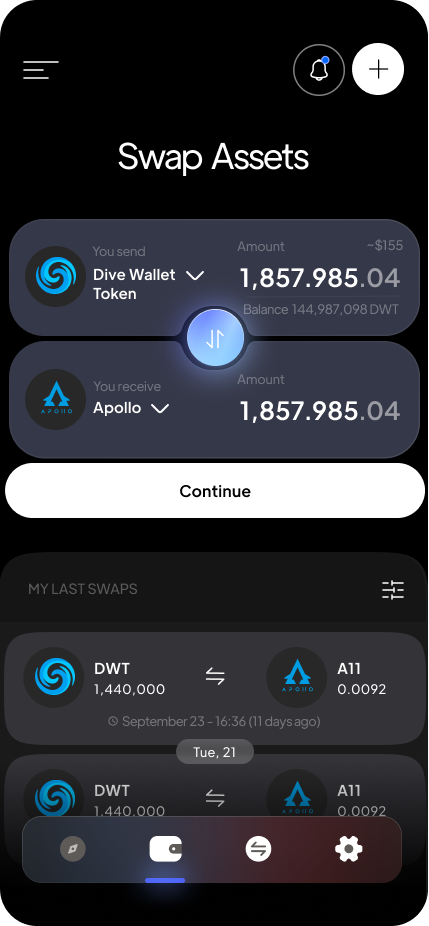 Swap Assets
You send
Dive Wallet
Token
Amount
~$155
1,857.985.04
Balance 144,987,098 DWT
You receive
Apollo
APOLLO
Amount
1,857.985.04
Continue
MY LAST SWAPS
DWT
1,440,000
A11
0.0092
September 23 - 16:36 (11 days ago)
Tue, 21
DWT
1,440,000
A11
0.0092